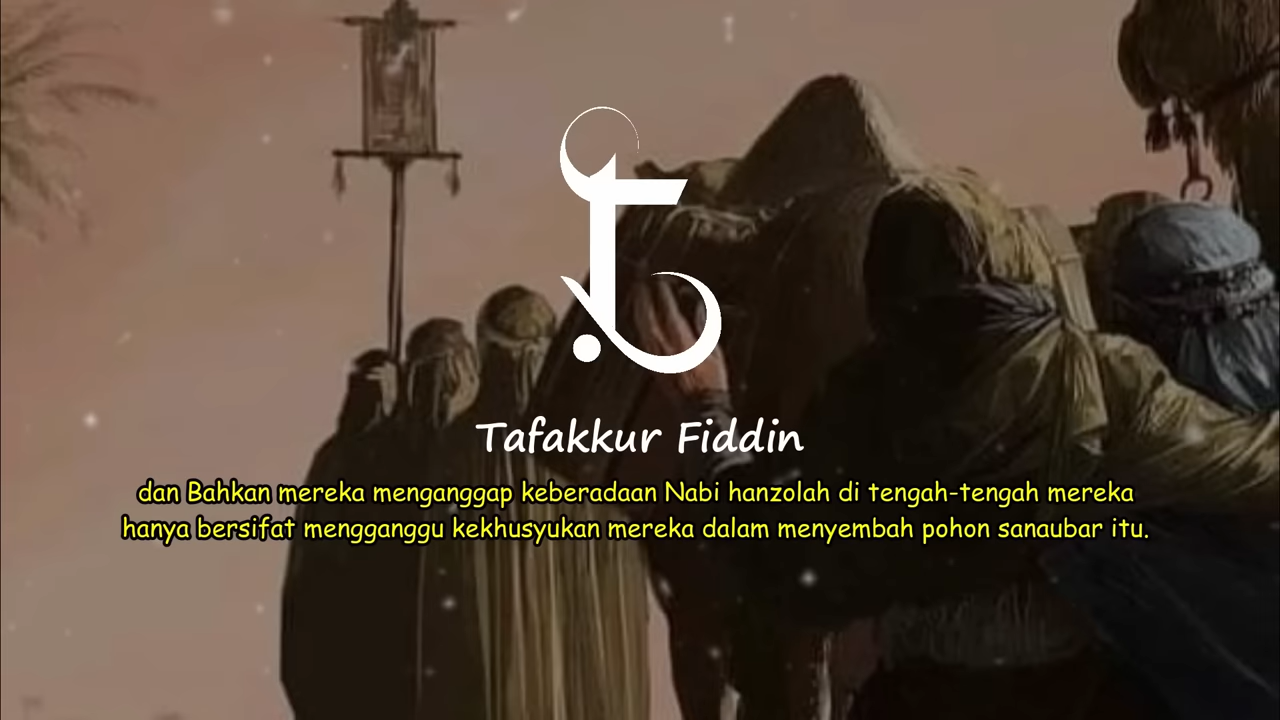 Tafakkur Fiddin
dan Bahkan mereka menganggap keberadaan Nabi hanzolah di tengah-tengah mereka
hanya bersifat mengganggu kekhusyukan mereka dalam menyembah pohon sanaubar itu.